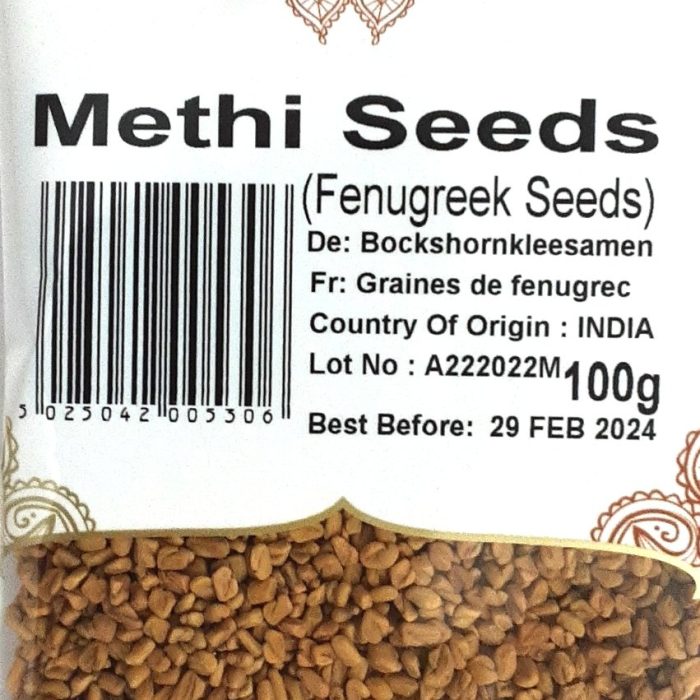 Methi Seeds
(Fenugreek Seeds)
De: Bockshornkleesamen
Fr: Graines de fenugrec
Country Of Origin : INDIA
Lot No : A222022M
100g
Best Before: 29 FEB 2024
5 025042 005306